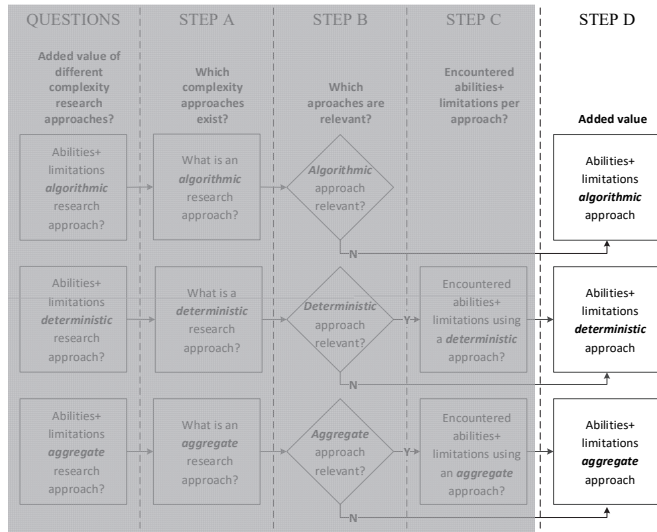 QUESTIONS
STEP A
STEP B
STEP C
STEP D
Added value of
different
complexity
research
approaches?
Which
complexity
approaches
exist?
Which
aproaches are
relevant?
Encountered
abilities+
limitations per
approach?
Added value
Abilities+
limitations
algorithmic
research
approach?
What is an
algorithmic
research
approach?
Algorithmic
approach
relevant?
N
Abilities+
limitations
algorithmic
approach
Abilities+
limitations
deterministic
research
approach?
What is a
deterministic
research
approach?
Deterministic
approach
relevant?
Y
N
Encountered
abilities+
limitations using
a deterministic
approach?
Abilities+
limitations
deterministic
approach
Abilities+
limitations
aggregate
research
approach?
What is an
aggregate
research
approach?
Aggregate
approach
relevant?
Y
N
Encountered
abilities+
limitations using
an aggregate
approach?
Abilities+
limitations
aggregate
approach